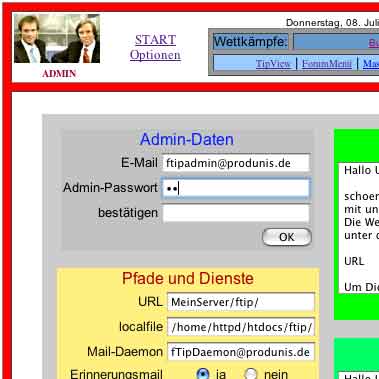 Donnerstag, 08. Juli
START
Optionen
Wettkämpfe:
ADMIN
TipView | ForumMenü |
Admin-Daten
E-Mail ftipadmin@produnis.de
Admin-Passwort ••
bestätigen
OK
Pfade und Dienste
URL MeinServer/ftip/
localfile /home/httpd/htdocs/ftip/
Mail-Daemon fTipDaemon@produnis.de
Erinnerungsmail ja nein
Hallo U
schoen
mit un
Die We
unter d
URL
Um Di
Hallo U